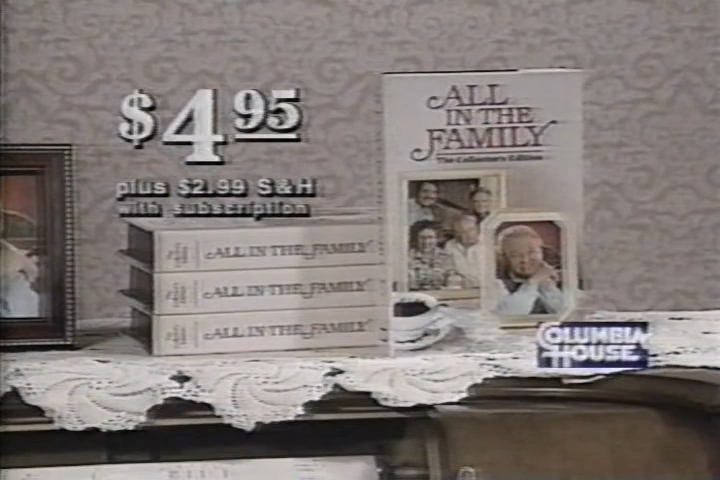 $4.95
plus $2.99 S&H
with subscription
ALL
IN THE
FAMILY
The Collector's Edition
ALL IN THE FAMILY
ALL IN THE FAMILY
ALL IN THE FAMILY
COLUMBIA
HOUSE